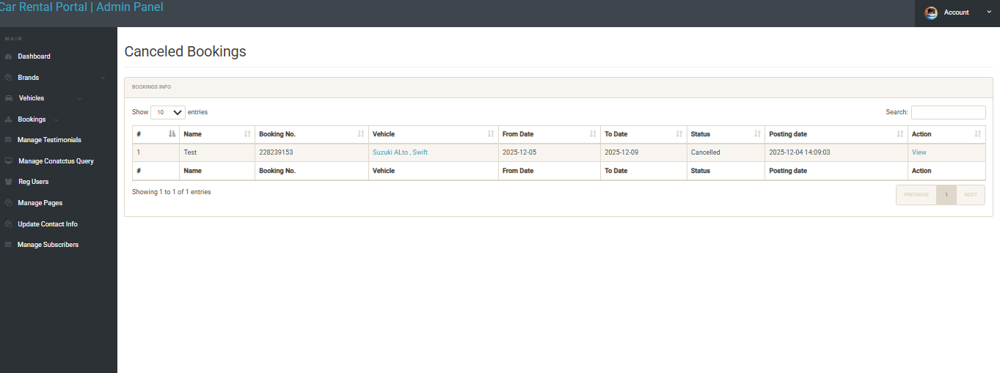 Car Rental Portal | Admin Panel
Account
MAIN
Dashboard
Brands
Vehicles
Bookings
Manage Testimonials
Manage Conatctus Query
Reg Users
Manage Pages
Update Contact Info
Manage Subscribers
Canceled Bookings
BOOKINGS INFO
Show 10 entries Search:
# Name Booking No. Vehicle From Date To Date Status Posting date Action
1 Test 228239153 Suzuki ALto , Swift 2025-12-05 2025-12-09 Cancelled 2025-12-04 14:09:03 View
# Name Booking No. Vehicle From Date To Date Status Posting date Action
Showing 1 to 1 of 1 entries
PREVIOUS 1 NEXT